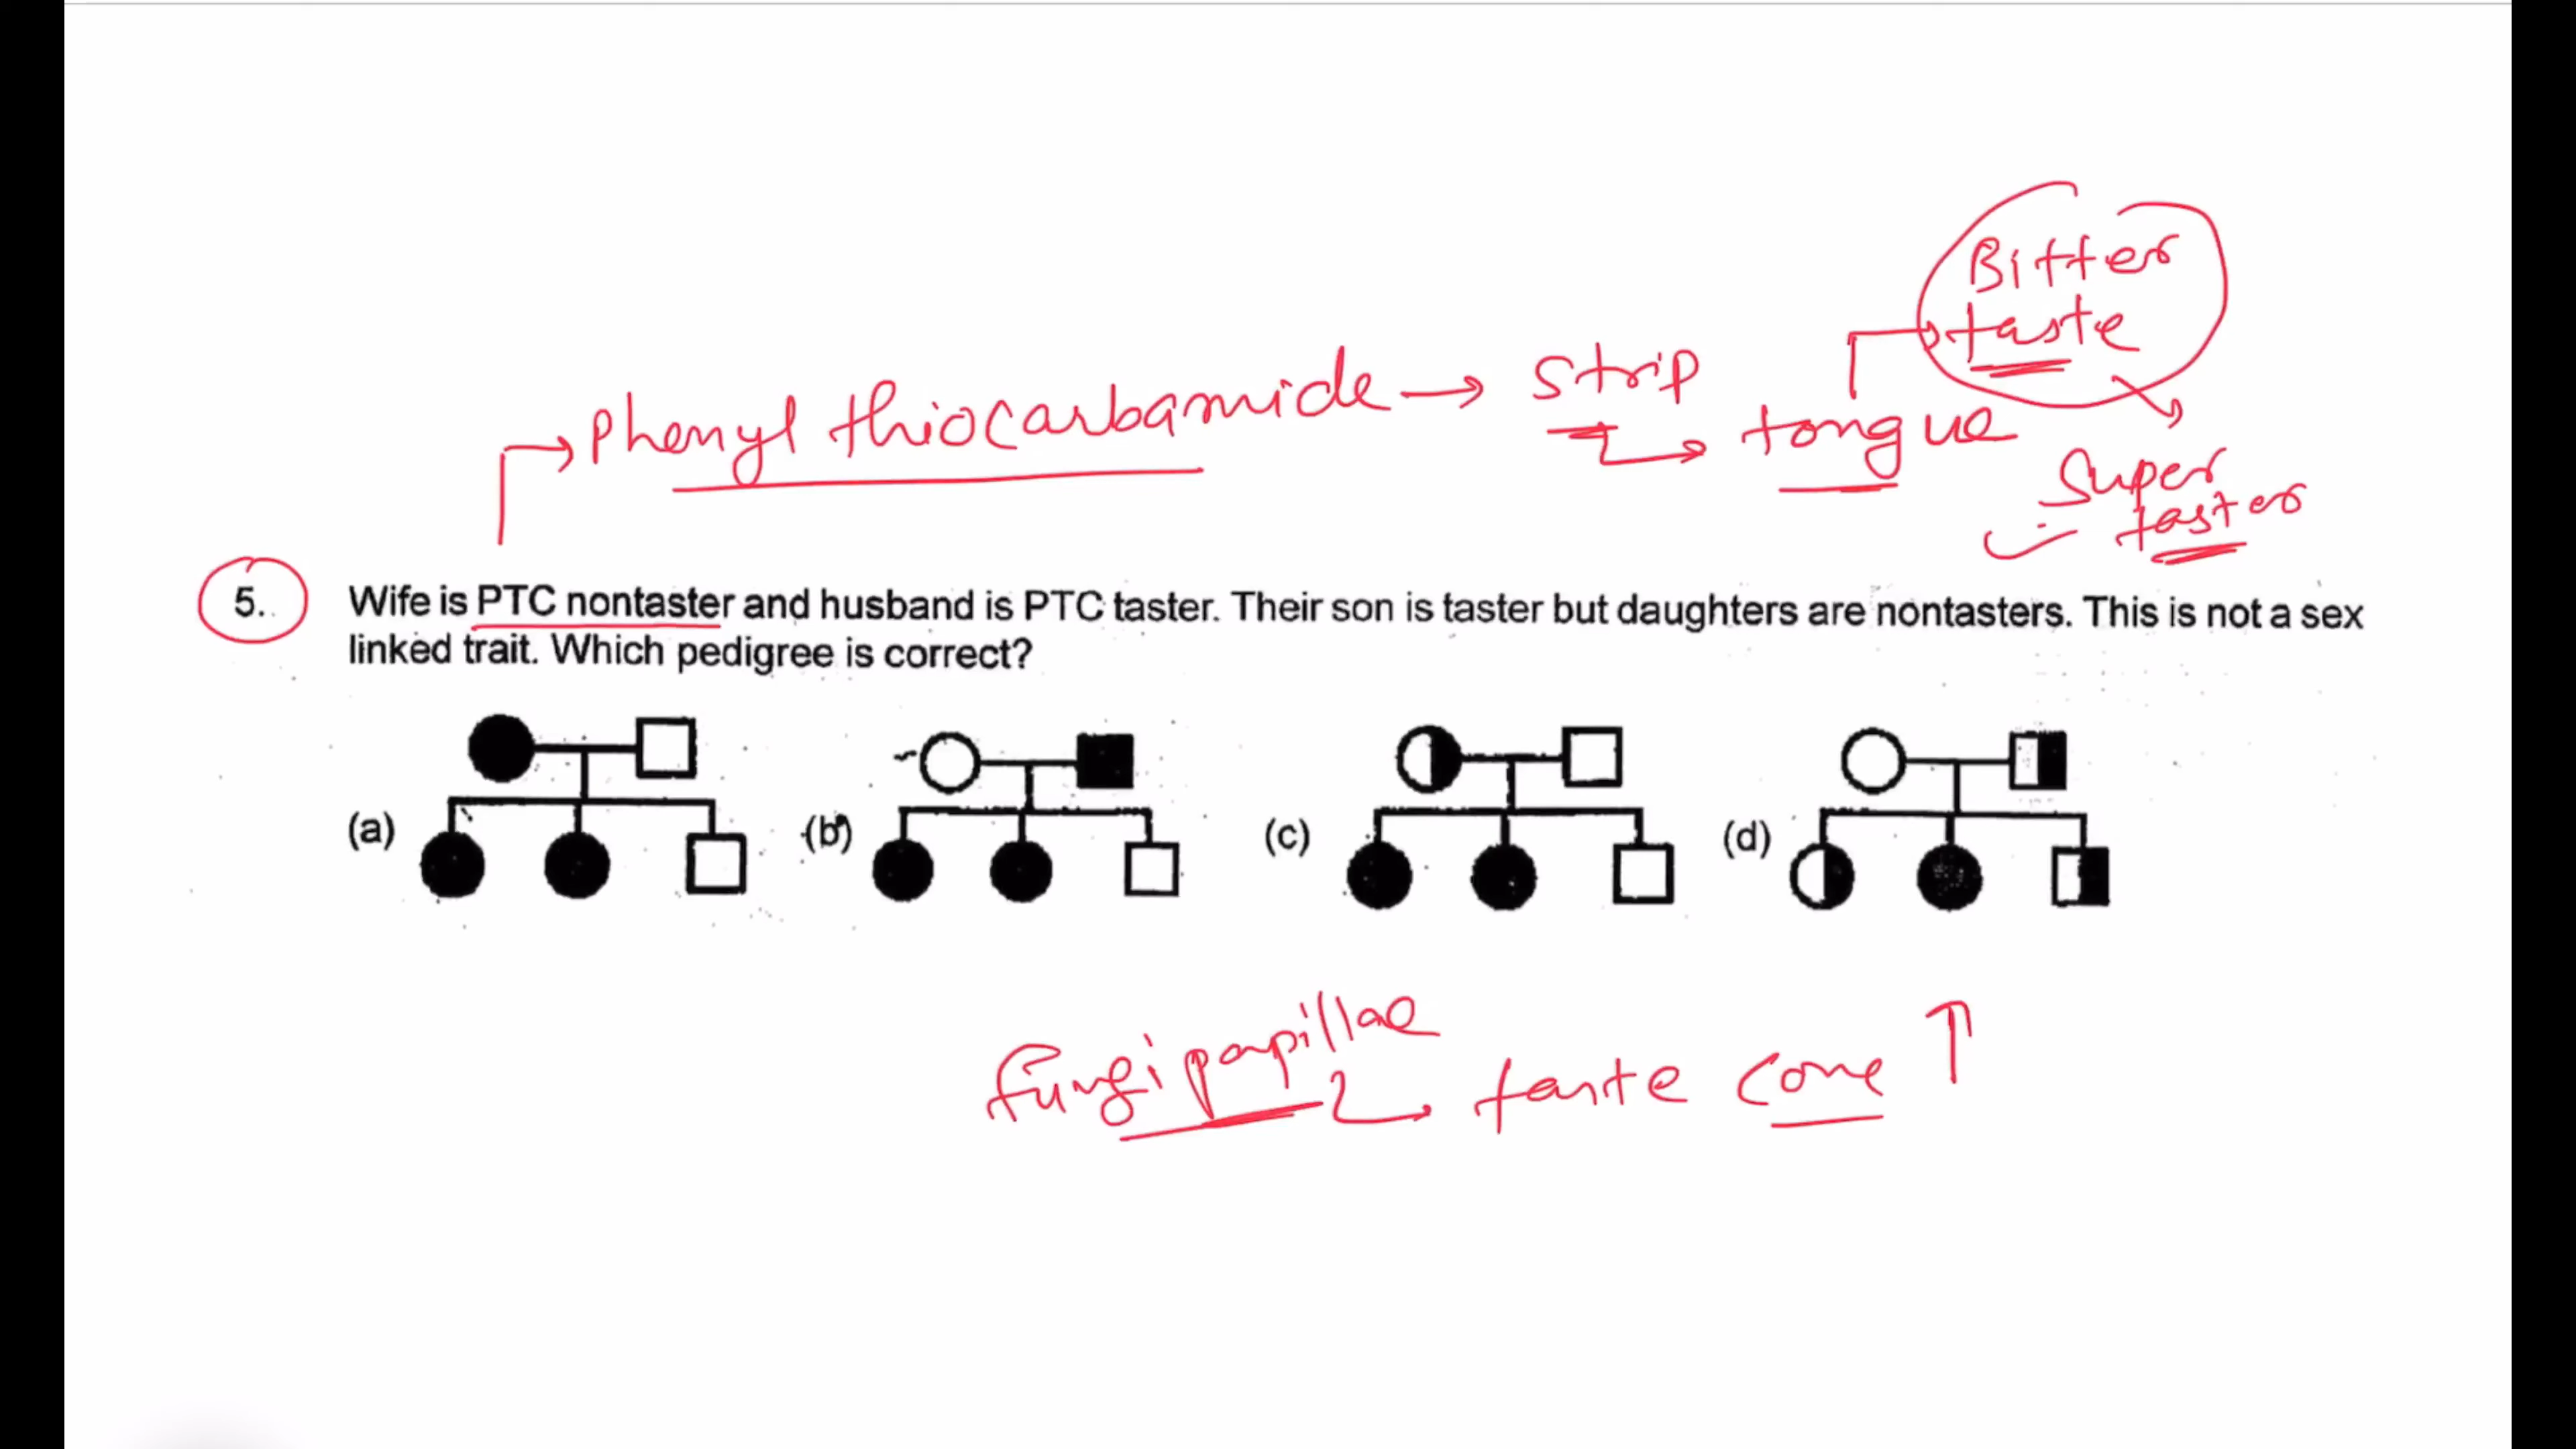 Bitter
taste
Phenyl thiocarbamide → strip
tongue
Super
taster
5. Wife is PTC nontaster and husband is PTC taster. Their son is taster but daughters are nontasters. This is not a sex
linked trait. Which pedigree is correct?
(a) (b) (c) (d)
fungi papillae
taste cone ↑